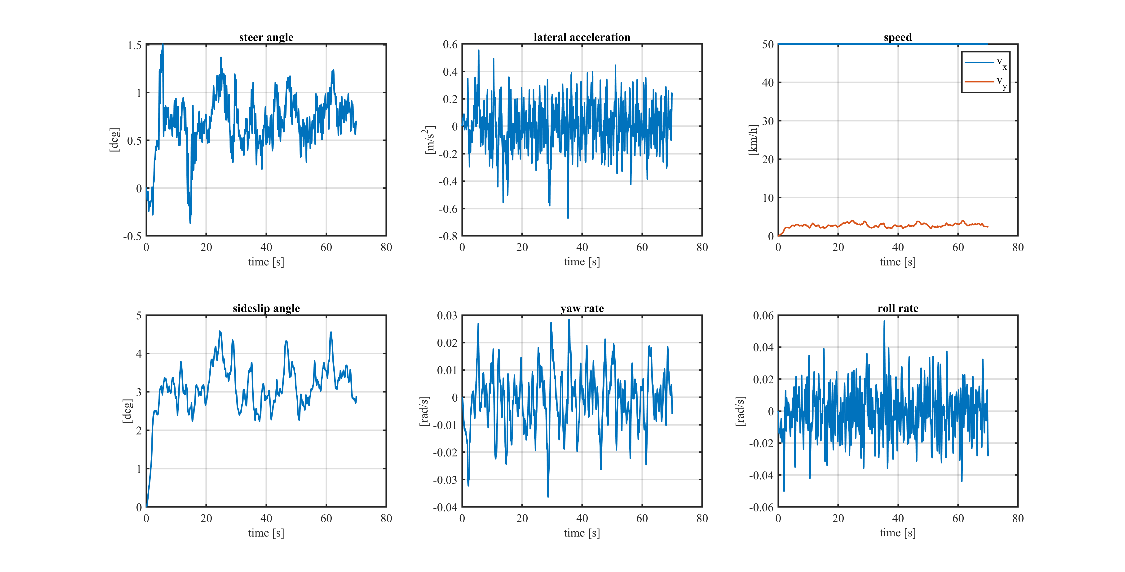 steer angle
1.5
1
0.5
0
-0.5
[deg]
0 20 40 60 80
time [s]
lateral acceleration
0.6
0.4
0.2
0
-0.2
-0.4
-0.6
-0.8
[m/s²]
0 20 40 60 80
time [s]
speed
50
40
30
20
10
0
[km/h]
v_x
v_y
0 20 40 60 80
time [s]
sideslip angle
5
4
3
2
1
0
[deg]
0 20 40 60 80
time [s]
yaw rate
0.03
0.02
0.01
0
-0.01
-0.02
-0.03
-0.04
[rad/s]
0 20 40 60 80
time [s]
roll rate
0.06
0.04
0.02
0
-0.02
-0.04
-0.06
[rad/s]
0 20 40 60 80
time [s]